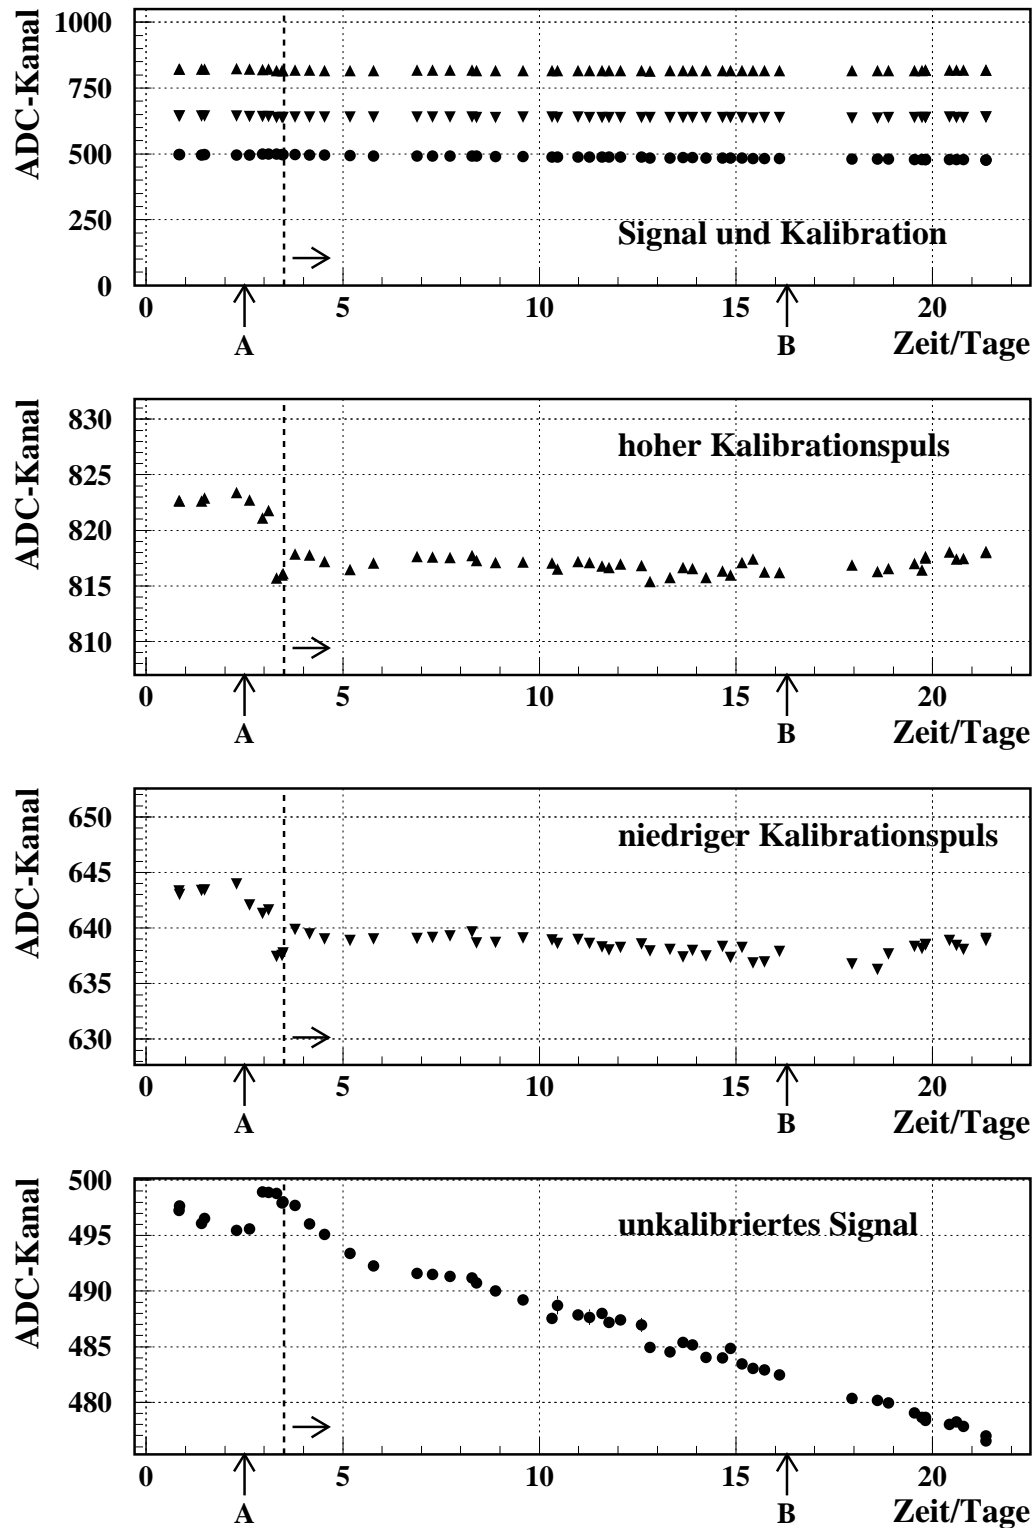 ADC-Kanal
1000
750
500
250
0
Signal und Kalibration
0 5 10 15 20
A B
Zeit/Tage
ADC-Kanal
830
825
820
815
810
hoher Kalibrationspuls
0 5 10 15 20
A B
Zeit/Tage
ADC-Kanal
650
645
640
635
630
niedriger Kalibrationspuls
0 5 10 15 20
A B
Zeit/Tage
ADC-Kanal
500
495
490
485
480
unkalibriertes Signal
0 5 10 15 20
A B
Zeit/Tage